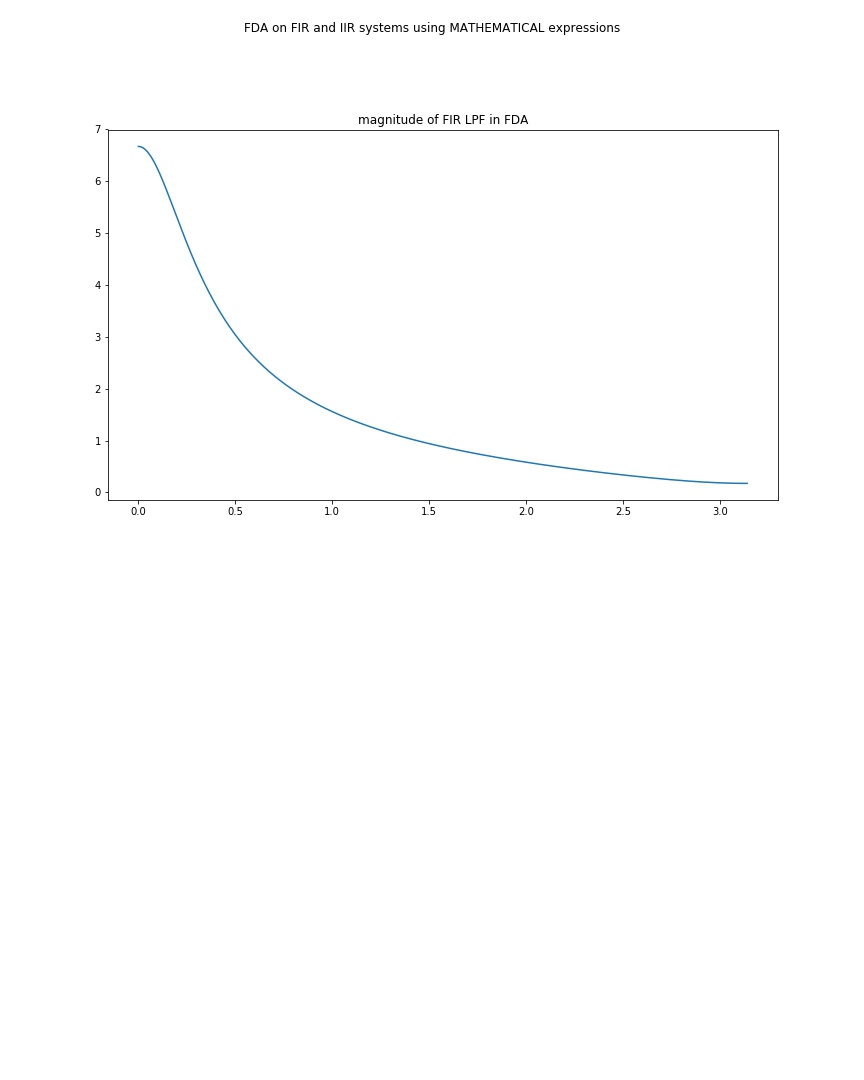 FDA on FIR and IIR systems using MATHEMATICAL expressions
magnitude of FIR LPF in FDA
7
6
5
4
3
2
1
0
0.0 0.5 1.0 1.5 2.0 2.5 3.0